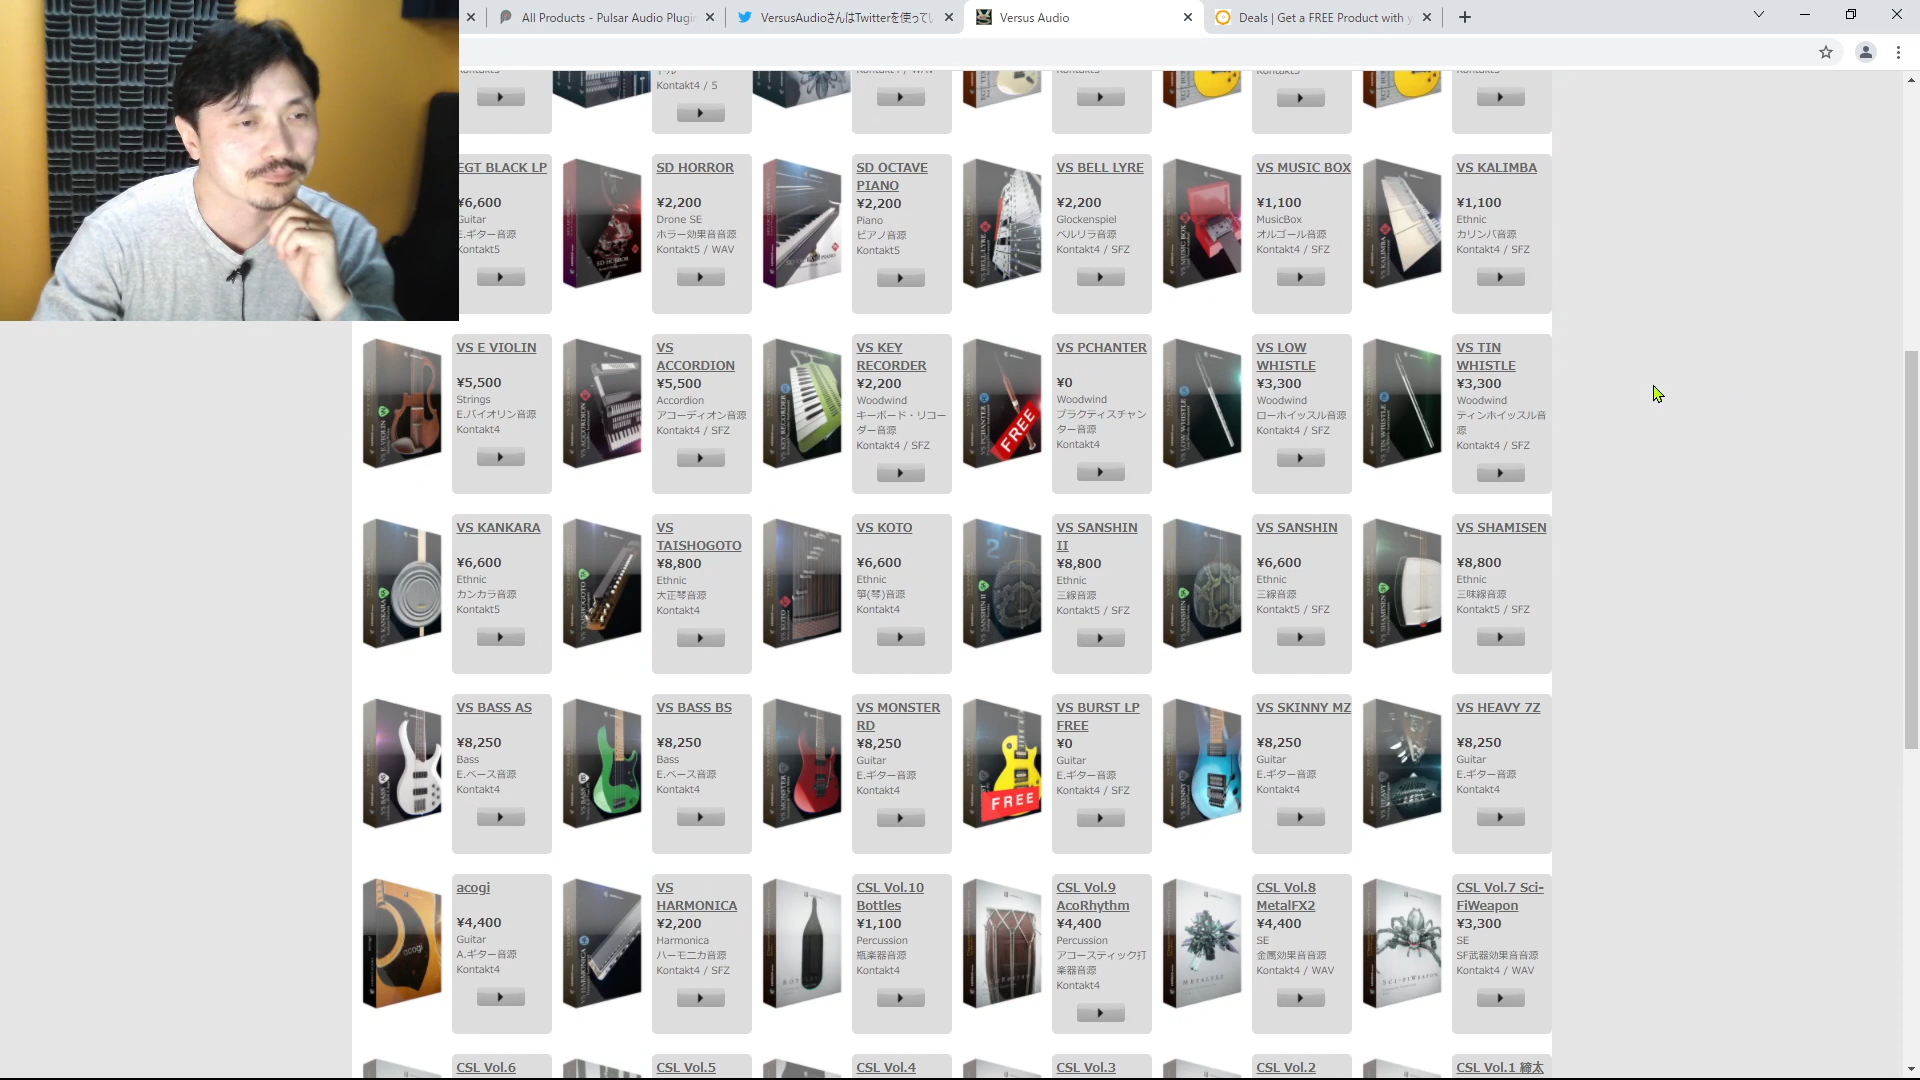 All Products - Pulsar Audio Plugin
VersusAudioさんはTwitterを使ってい
Versus Audio
Deals | Get a FREE Product with y
ドル
Kontakt4 / 5
EGT BLACK LP
¥6,600
Guitar
E.ギター音源
Kontakt5
SD HORROR
¥2,200
Drone SE
ホラー効果音音源
Kontakt5 / WAV
SD OCTAVE
PIANO
¥2,200
Piano
ピアノ音源
Kontakt5
VS BELL LYRE
¥2,200
Glockenspiel
ベルリラ音源
Kontakt4 / SFZ
VS MUSIC BOX
¥1,100
MusicBox
オルゴール音源
Kontakt4 / SFZ
VS KALIMBA
¥1,100
Ethnic
カリンバ音源
Kontakt4 / SFZ
VS E VIOLIN
¥5,500
Strings
E.バイオリン音源
Kontakt4
VS
ACCORDION
¥5,500
Accordion
アコーディオン音源
Kontakt4 / SFZ
VS KEY
RECORDER
¥2,200
Woodwind
キーボード・リコー
ダー音源
Kontakt4 / SFZ
FREE
VS PCHANTER
¥0
Woodwind
プラクティスチャン
ター音源
Kontakt4
VS LOW
WHISTLE
¥3,300
Woodwind
ローホイッスル音源
Kontakt4 / SFZ
VS TIN
WHISTLE
¥3,300
Woodwind
ティンホイッスル音
源
Kontakt4 / SFZ
VS KANKARA
¥6,600
Ethnic
カンカラ音源
Kontakt5
VS
TAISHOGOTO
¥8,800
Ethnic
大正琴音源
Kontakt4
VS KOTO
¥6,600
Ethnic
箏(琴)音源
Kontakt4
VS SANSHIN
II
¥8,800
Ethnic
三線音源
Kontakt5 / SFZ
VS SANSHIN
¥6,600
Ethnic
三線音源
Kontakt5 / SFZ
VS SHAMISEN
¥8,800
Ethnic
三味線音源
Kontakt5 / SFZ
VS BASS AS
¥8,250
Bass
E.ベース音源
Kontakt4
VS BASS BS
¥8,250
Bass
E.ベース音源
Kontakt4
VS MONSTER
RD
¥8,250
Guitar
E.ギター音源
Kontakt4
FREE
VS BURST LP
FREE
¥0
Guitar
E.ギター音源
Kontakt4 / SFZ
VS SKINNY MZ
¥8,250
Guitar
E.ギター音源
Kontakt4
VS HEAVY 7Z
¥8,250
Guitar
E.ギター音源
Kontakt4
acogi
¥4,400
Guitar
A.ギター音源
Kontakt4
VS
HARMONICA
¥2,200
Harmonica
ハーモニカ音源
Kontakt4 / SFZ
CSL Vol.10
Bottles
¥1,100
Percussion
瓶楽器音源
Kontakt4
CSL Vol.9
AcoRhythm
¥4,400
Percussion
アコースティック打
楽器音源
Kontakt4
CSL Vol.8
MetalFX2
¥4,400
SE
金属効果音音源
Kontakt4 / WAV
CSL Vol.7 Sci-
FiWeapon
¥3,300
SE
SF武器効果音音源
Kontakt4 / WAV
CSL Vol.6
CSL Vol.5
CSL Vol.4
CSL Vol.3
CSL Vol.2
CSL Vol.1 締太